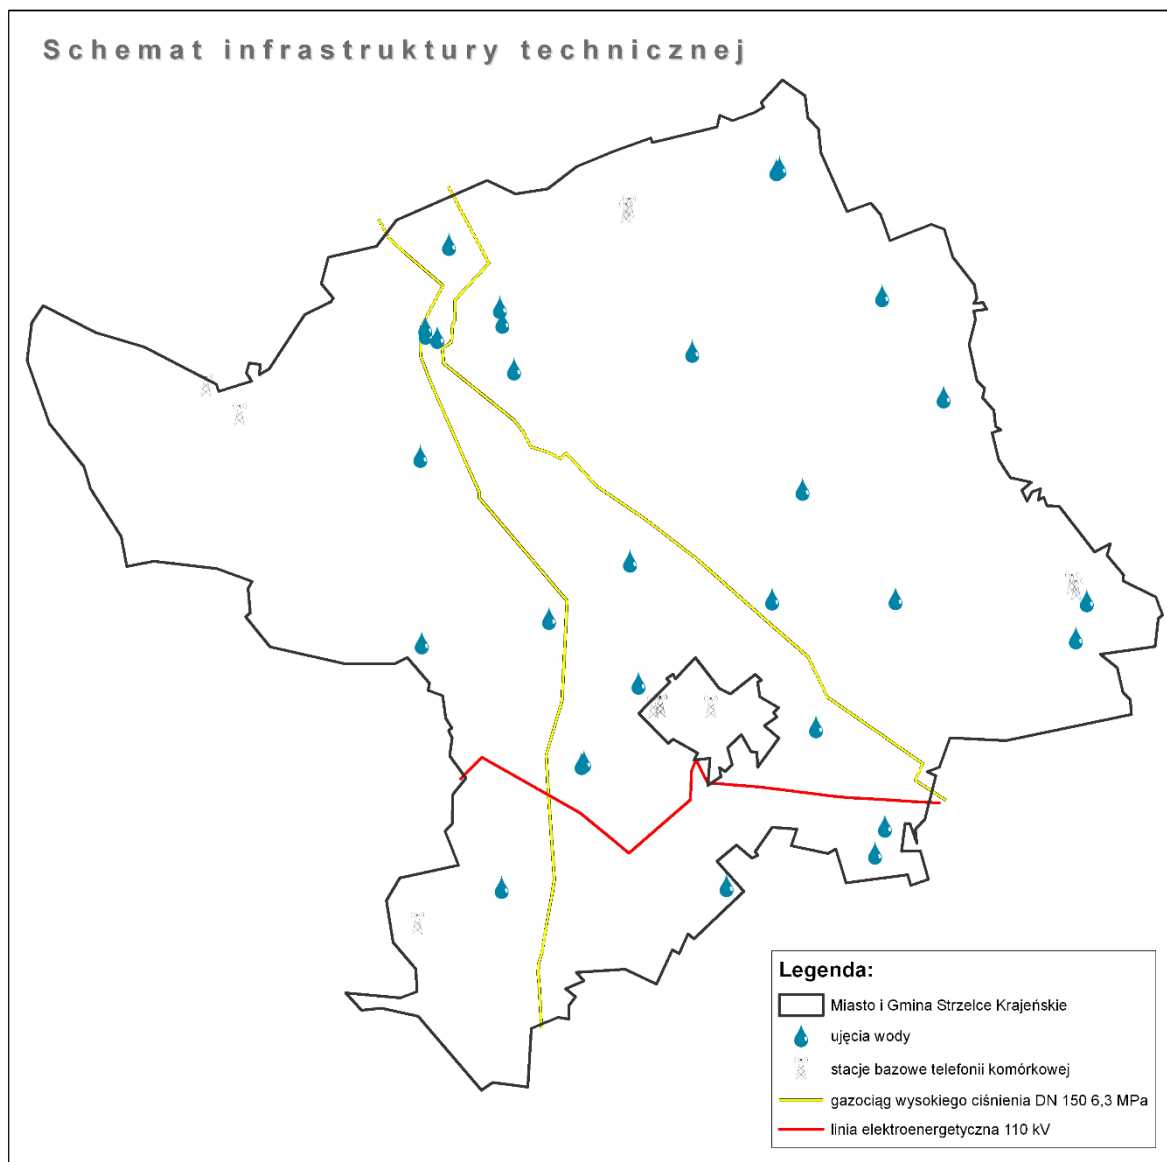 Schemat infrastruktury technicznej
Legenda:
Miasto i Gmina Strzelce Krajeńskie
ujęcia wody
stacje bazowe telefonii komórkowej
gazociąg wysokiego ciśnienia DN 150 6,3 MPa
linia elektroenergetyczna 110 kV